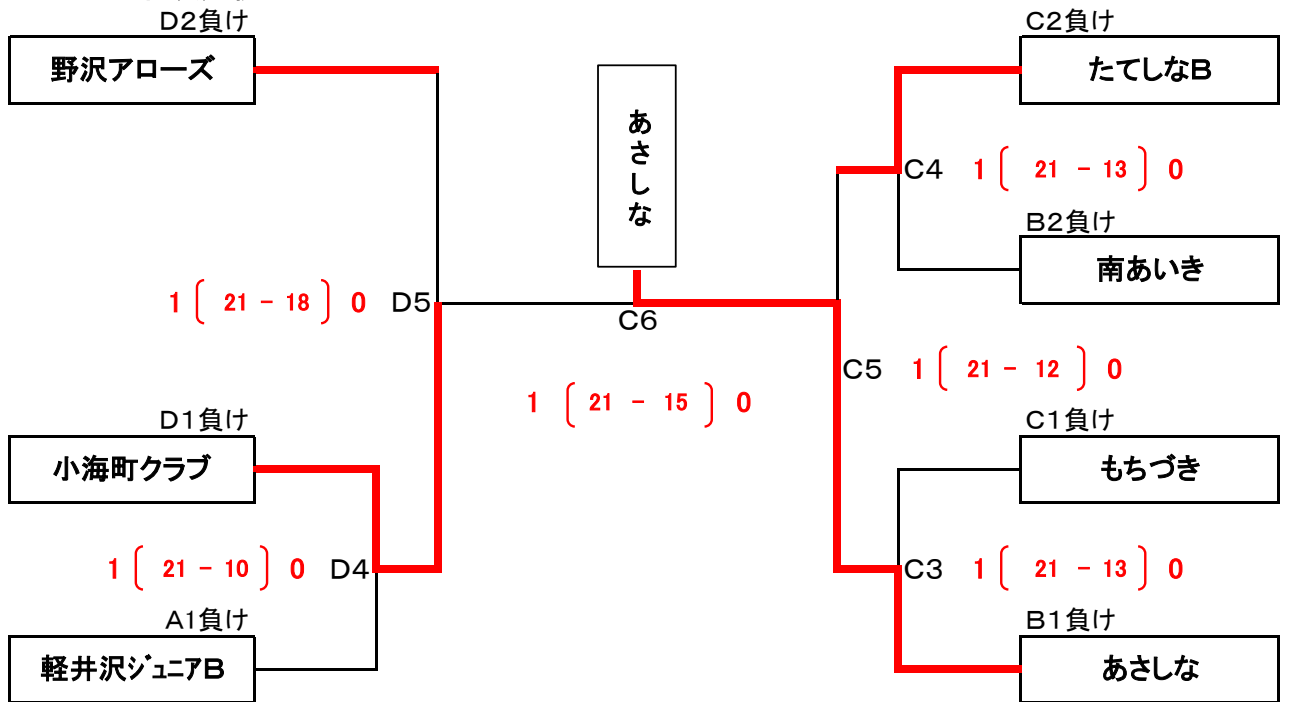 D2負け
野沢アローズ
C2負け
たてしなB
あさしな
C4 1 ( 21 - 13 ) 0
B2負け
南あいき
1 ( 21 - 18 ) 0 D5
C6
C5 1 ( 21 - 12 ) 0
1 ( 21 - 15 ) 0
D1負け
小海町クラブ
C1負け
もちづき
1 ( 21 - 10 ) 0 D4
C3 1 ( 21 - 13 ) 0
A1負け
軽井沢ジュニアB
B1負け
あさしな